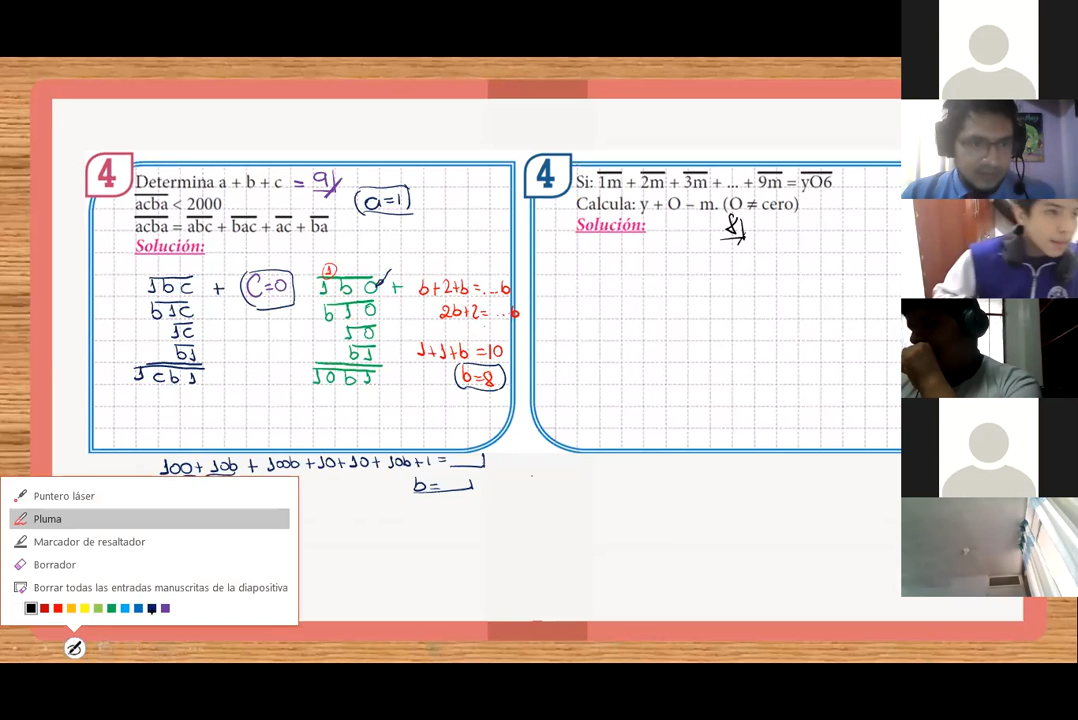 4
Determina a + b + c = 9
a=1
acba < 2000
acba = abc + bac + ac + ba
Solución:
1bc +
b1c
1c
b1
1cb1
C=0
1
1b0 +
b10
10
b1
10b1
b+2+b=...b
2b+2=...b
1+1+b=10
b=8
100+10b + 100b+10+10+10b+1=
b=
4
Si: 1m + 2m + 3m + ... + 9m = yO6
Calcula: y + O – m. (O ≠ cero)
Solución:
8
Puntero láser
Pluma
Marcador de resaltador
Borrador
Borrar todas las entradas manuscritas de la diapositiva